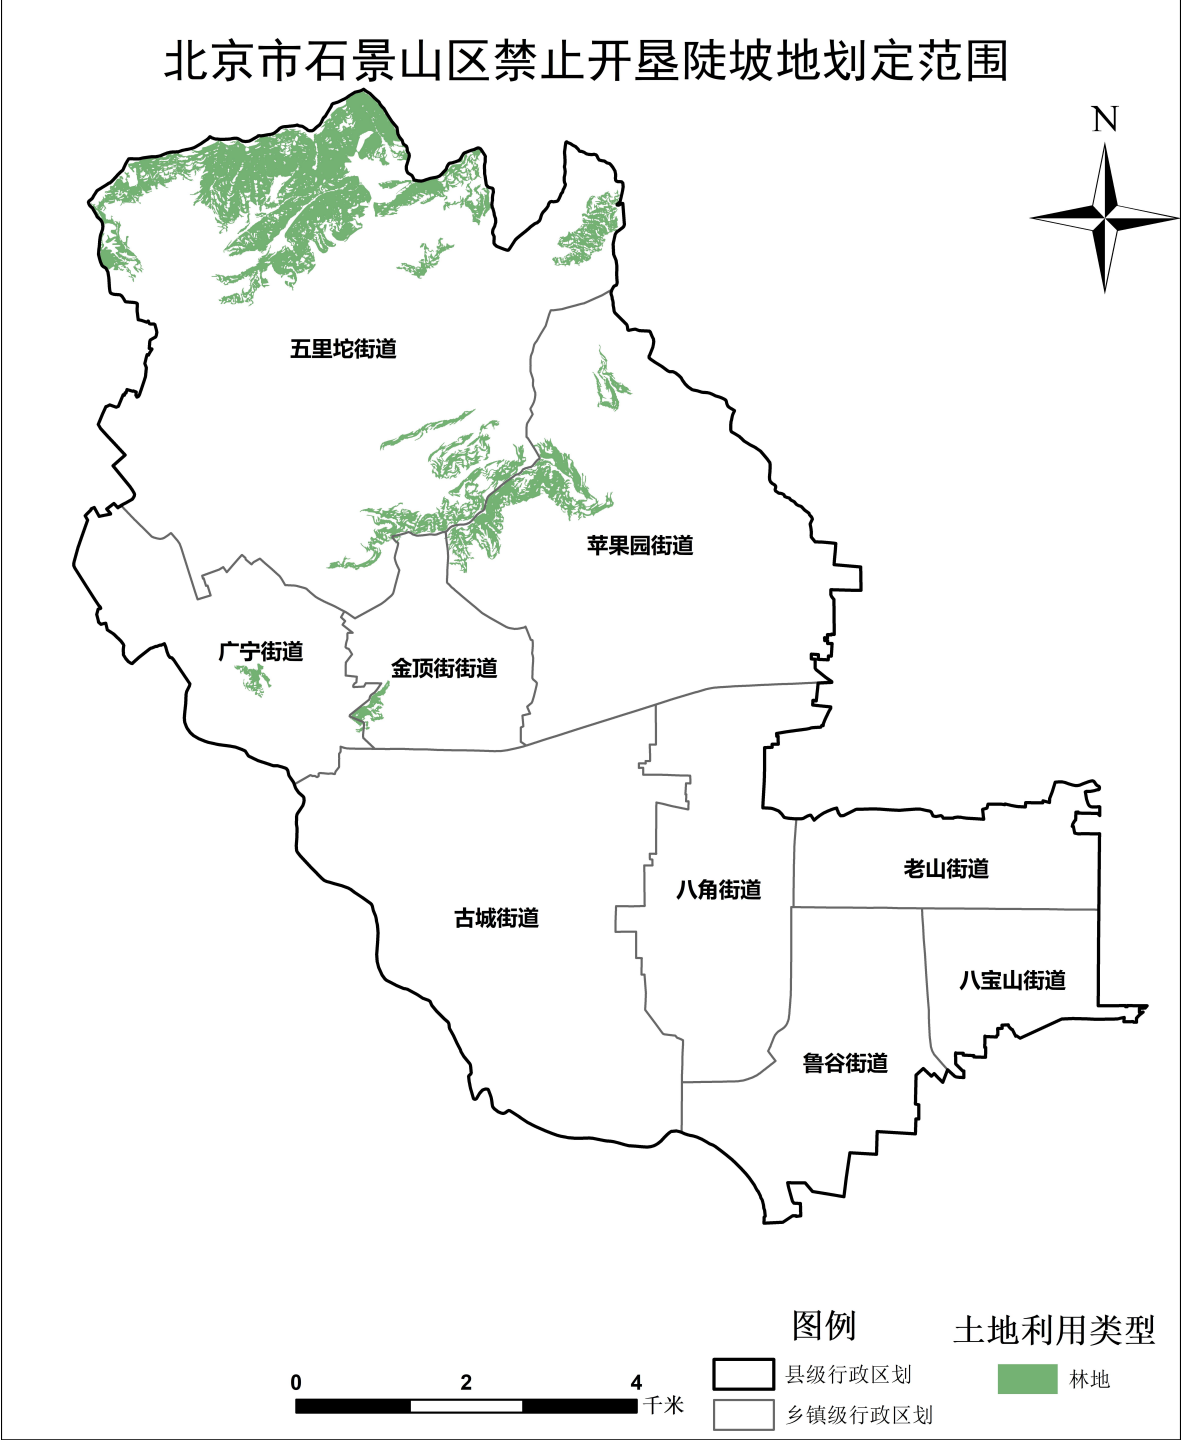 北京市石景山区禁止开垦陡坡地划定范围
N
五里坨街道
苹果园街道
广宁街道
金顶街街道
老山街道
八角街道
古城街道
八宝山街道
鲁谷街道
图例
土地利用类型
县级行政区划
林地
乡镇级行政区划
0 2 4
千米